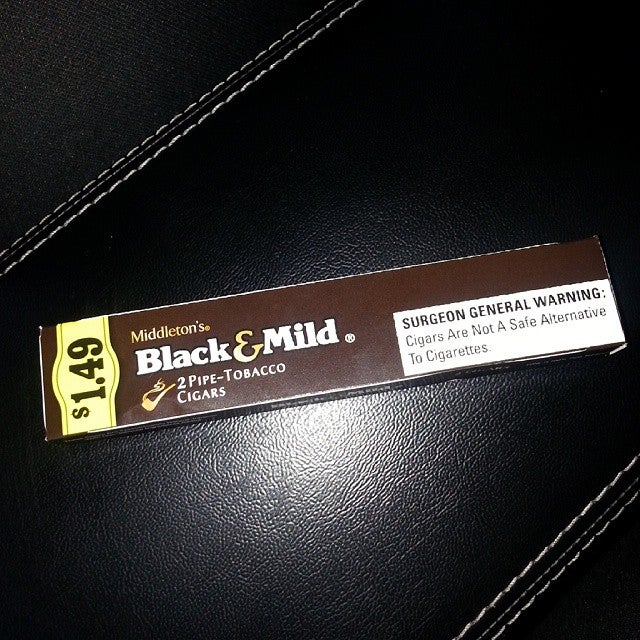 $1.49
Middleton's®
Black&Mild®
2 PIPE-TOBACCO
CIGARS
SURGEON GENERAL WARNING:
Cigars Are Not A Safe Alternative
To Cigarettes.